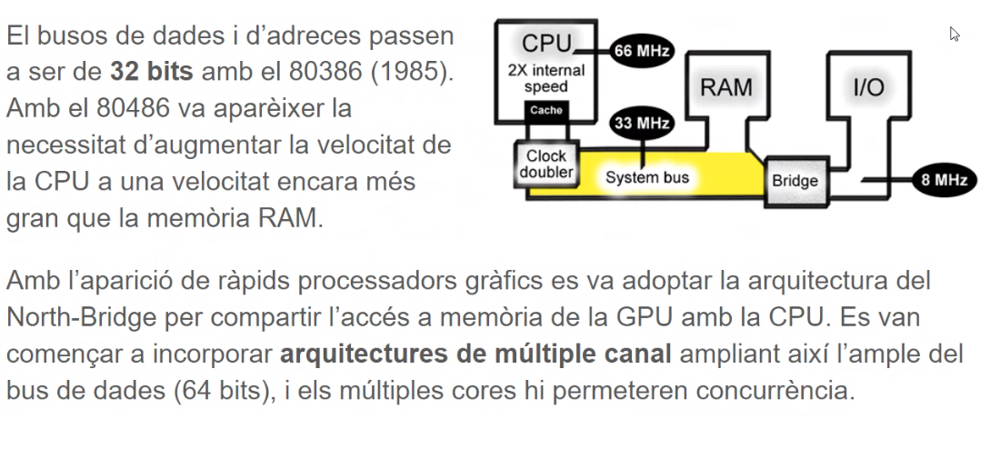 El busos de dades i d’adreces passen
a ser de 32 bits amb el 80386 (1985).
Amb el 80486 va aparèixer la
necessitat d’augmentar la velocitat de
la CPU a una velocitat encara més
gran que la memòria RAM.
CPU
66 MHz
2X internal
speed
Cache
33 MHz
Clock
doubler
System bus
RAM
Bridge
I/O
8 MHz
Amb l’aparició de ràpids processadors gràfics es va adoptar la arquitectura del
North-Bridge per compartir l’accés a memòria de la GPU amb la CPU. Es van
començar a incorporar arquitectures de múltiple canal ampliant així l’ample del
bus de dades (64 bits), i els múltiples cores hi permeteren concurrència.